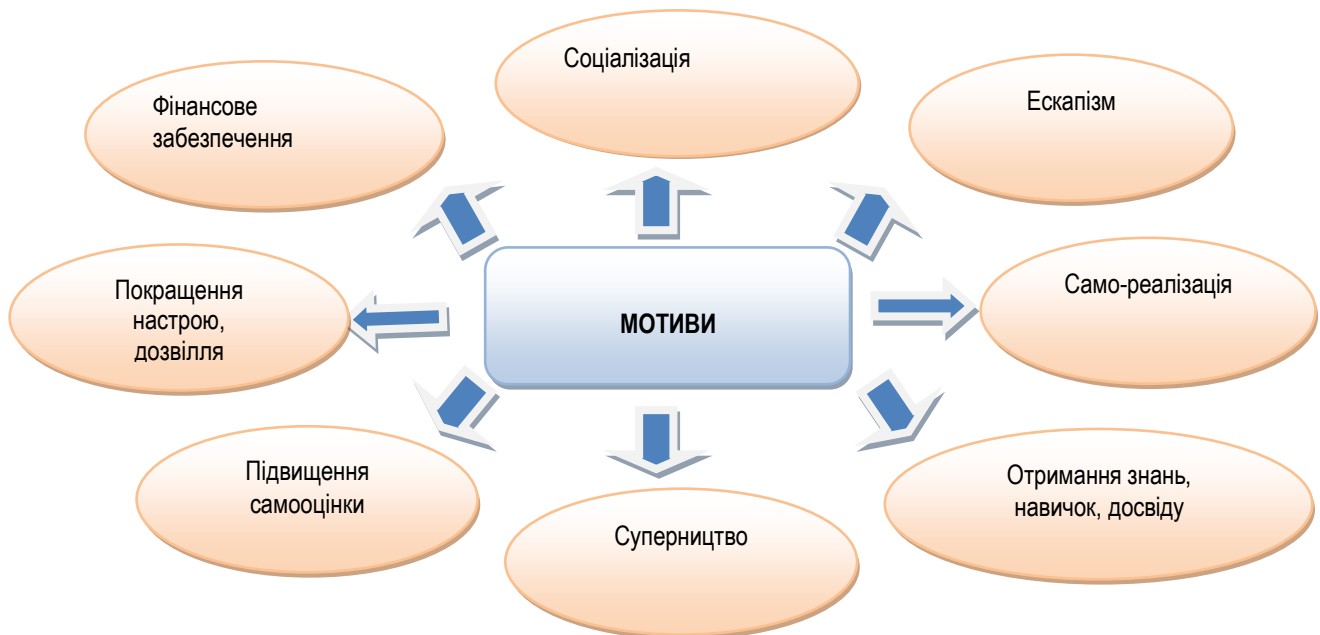 Соціалізація
Фінансове
забезпечення
Ескапізм
Покращення
настрою,
дозвілля
МОТИВИ
Само-реалізація
Підвищення
самооцінки
Суперництво
Отримання знань,
навичок, досвіду